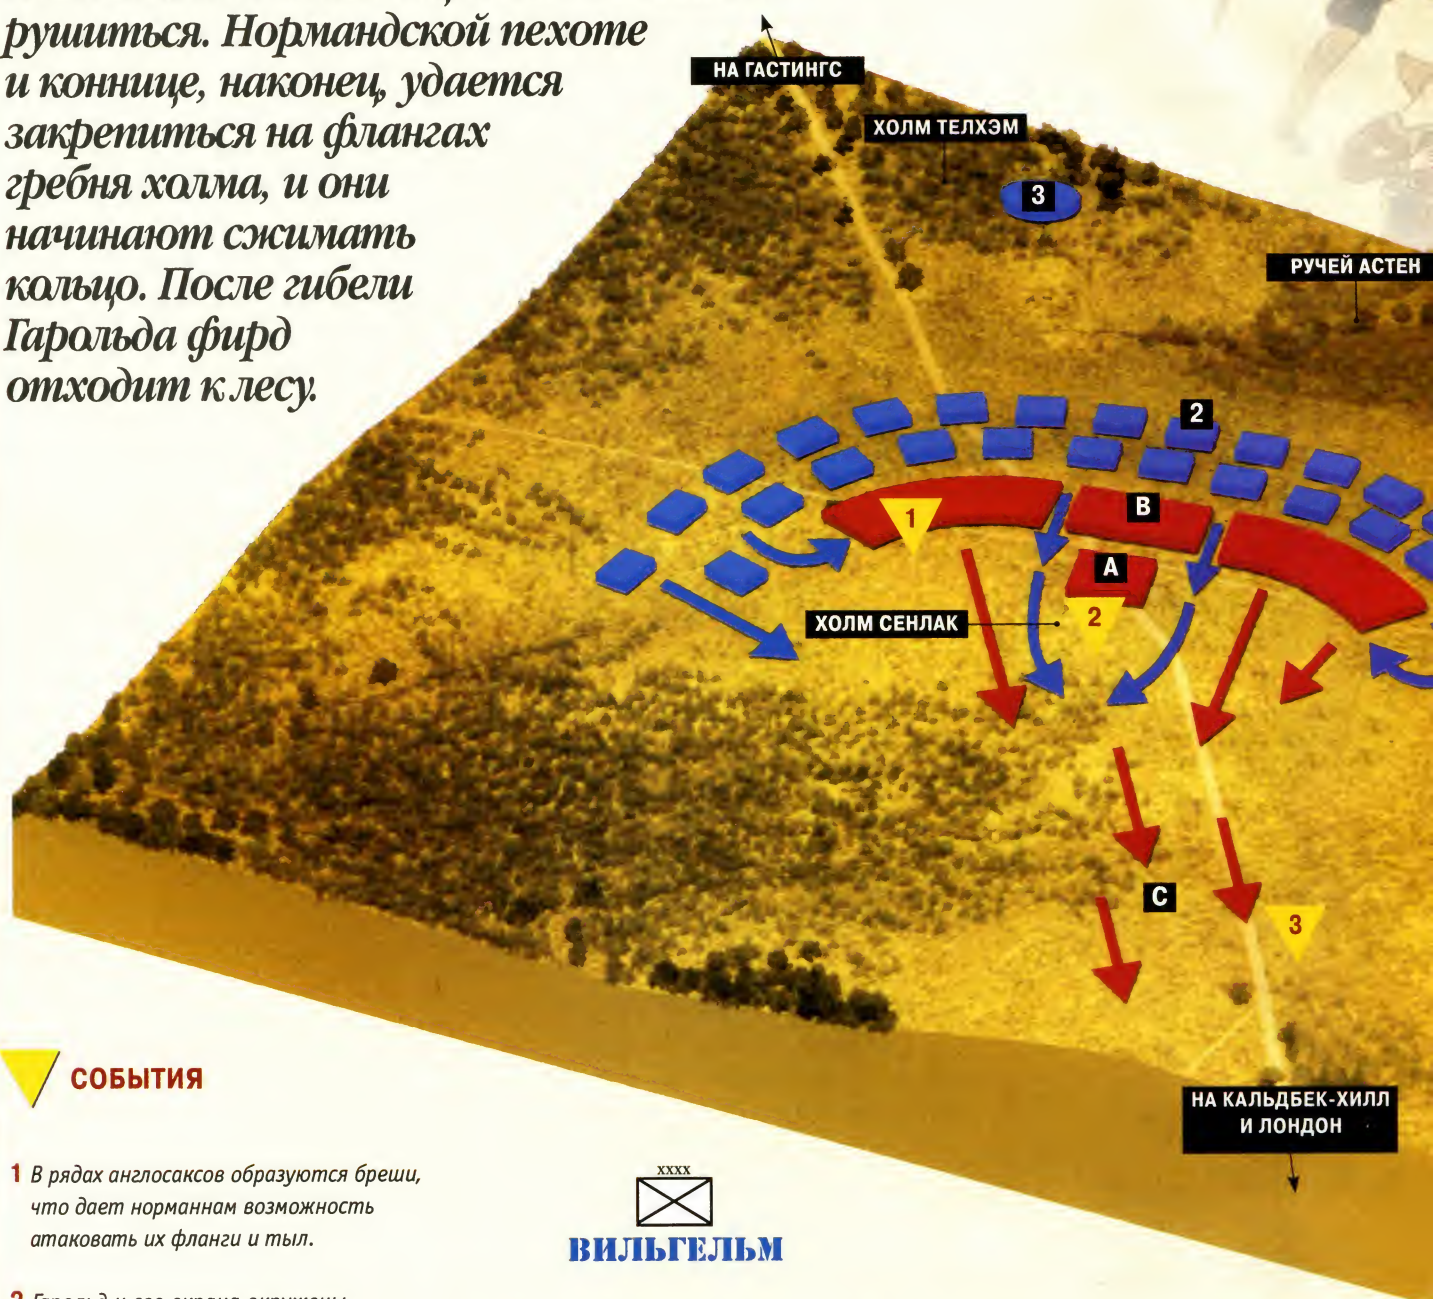 рушиться. Нормандской пехоте
и коннице, наконец, удается
закрепиться на флангах
гребня холма, и они
начинают сжимать
кольцо. После гибели
Гарольда фирд
отходит к лесу.
НА ГАСТИНГС
ХОЛМ ТЕЛХЭМ
3
РУЧЕЙ АСТЕН
2
B
1
A
ХОЛМ СЕНЛАК
2
C
3
НА КАЛЬДБЕК-ХИЛЛ
И ЛОНДОН
СОБЫТИЯ
1 В рядах англосаксов образуются бреши,
что дает норманнам возможность
атаковать их фланги и тыл.
xxxx
ВИЛЬГЕЛЬМ